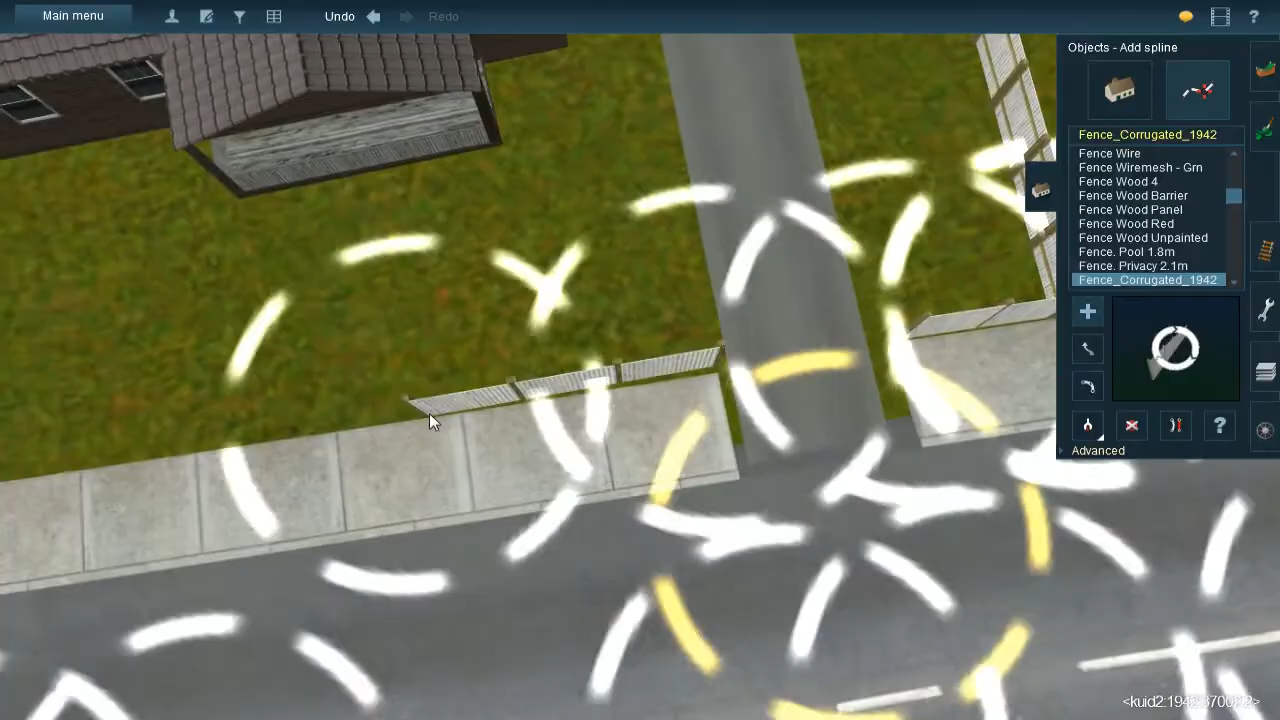 Main menu
Undo
Redo
?
Objects - Add spline
Fence_Corrugated_1942
Fence Wire
Fence Wiremesh - Grn
Fence Wood 4
Fence Wood Barrier
Fence Wood Panel
Fence Wood Red
Fence Wood Unpainted
Fence. Pool 1.8m
Fence. Privacy 2.1m
Fence_Corrugated_1942
?
Advanced